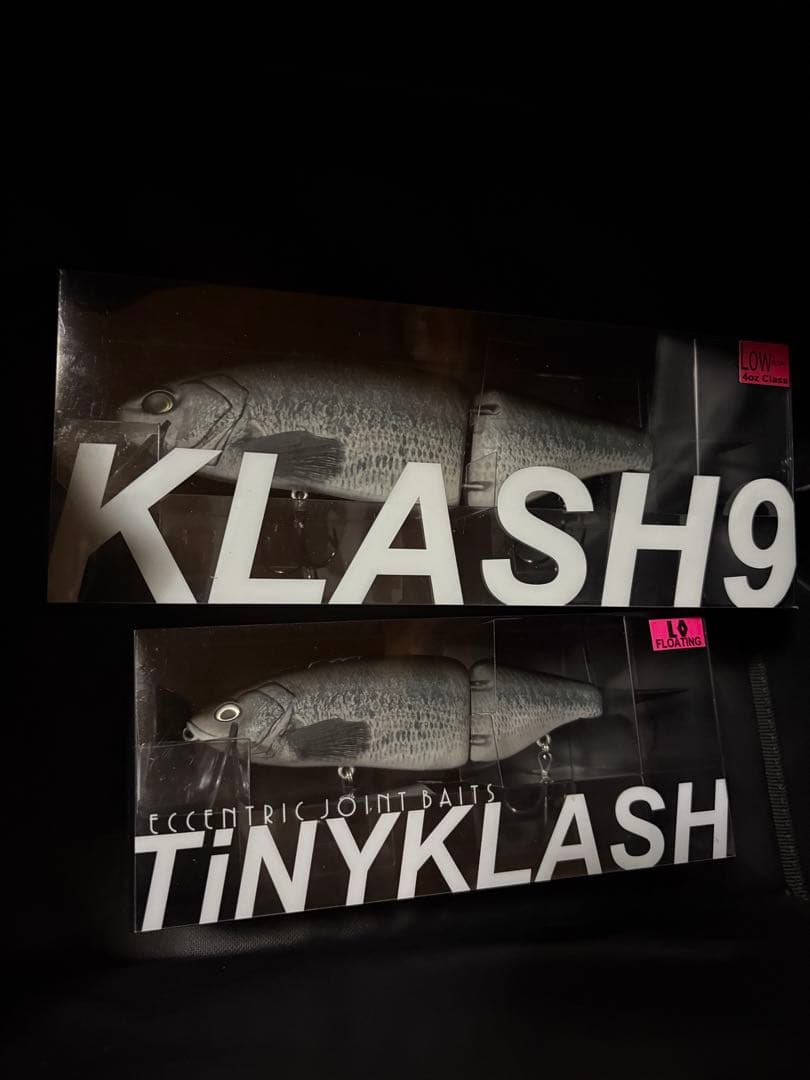 LOW
4oz Class
KLASH9
LO
FLOATING
ECCENTRIC JOINT BAITS
TiNYKLASH